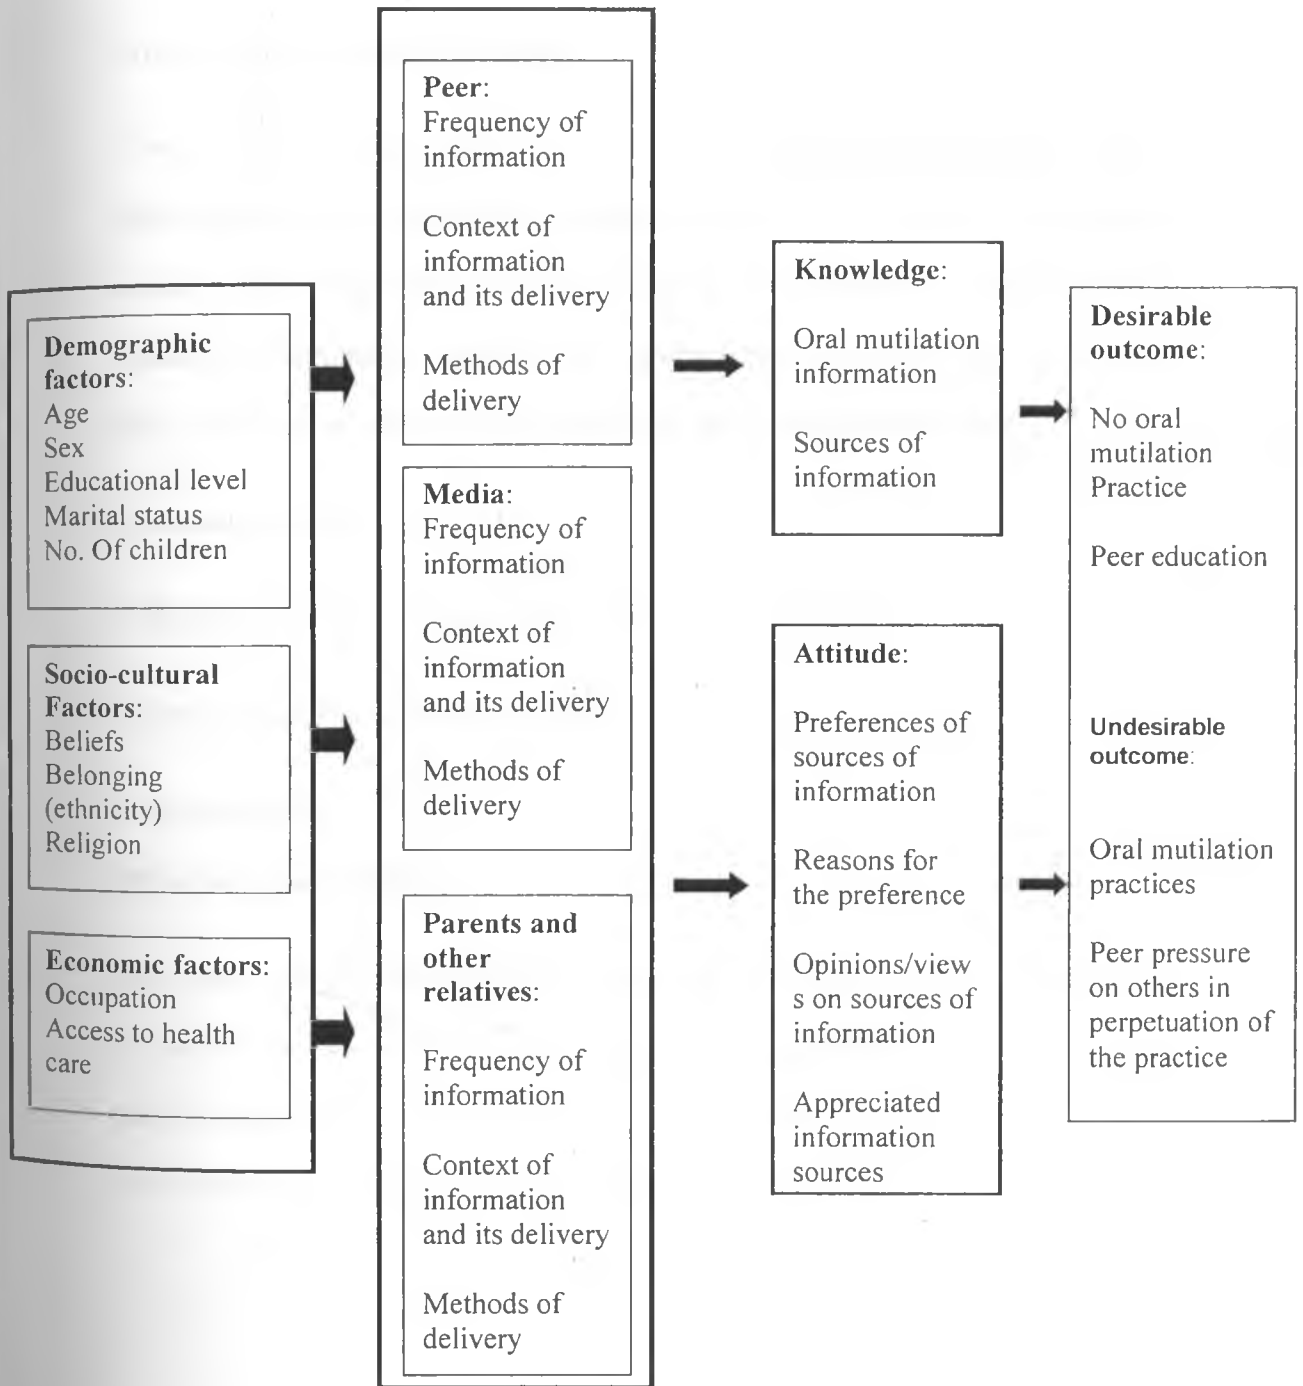 Demographic
factors:
Age
Sex
Educational level
Marital status
No. Of children
Socio-cultural
Factors:
Beliefs
Belonging
(ethnicity)
Religion
Economic factors:
Occupation
Access to health
care
Peer:
Frequency of
information
Context of
information
and its delivery
Methods of
delivery
Media:
Frequency of
information
Context of
information
and its delivery
Methods of
delivery
Parents and
other
relatives:
Frequency of
information
Context of
information
and its delivery
Methods of
delivery
Knowledge:
Oral mutilation
information
Sources of
information
Attitude:
Preferences of
sources of
information
Reasons for
the preference
Opinions/view
s on sources of
information
Appreciated
information
sources
Desirable
outcome:
No oral
mutilation
Practice
Peer education
Undesirable
outcome:
Oral mutilation
practices
Peer pressure
on others in
perpetuation of
the practice